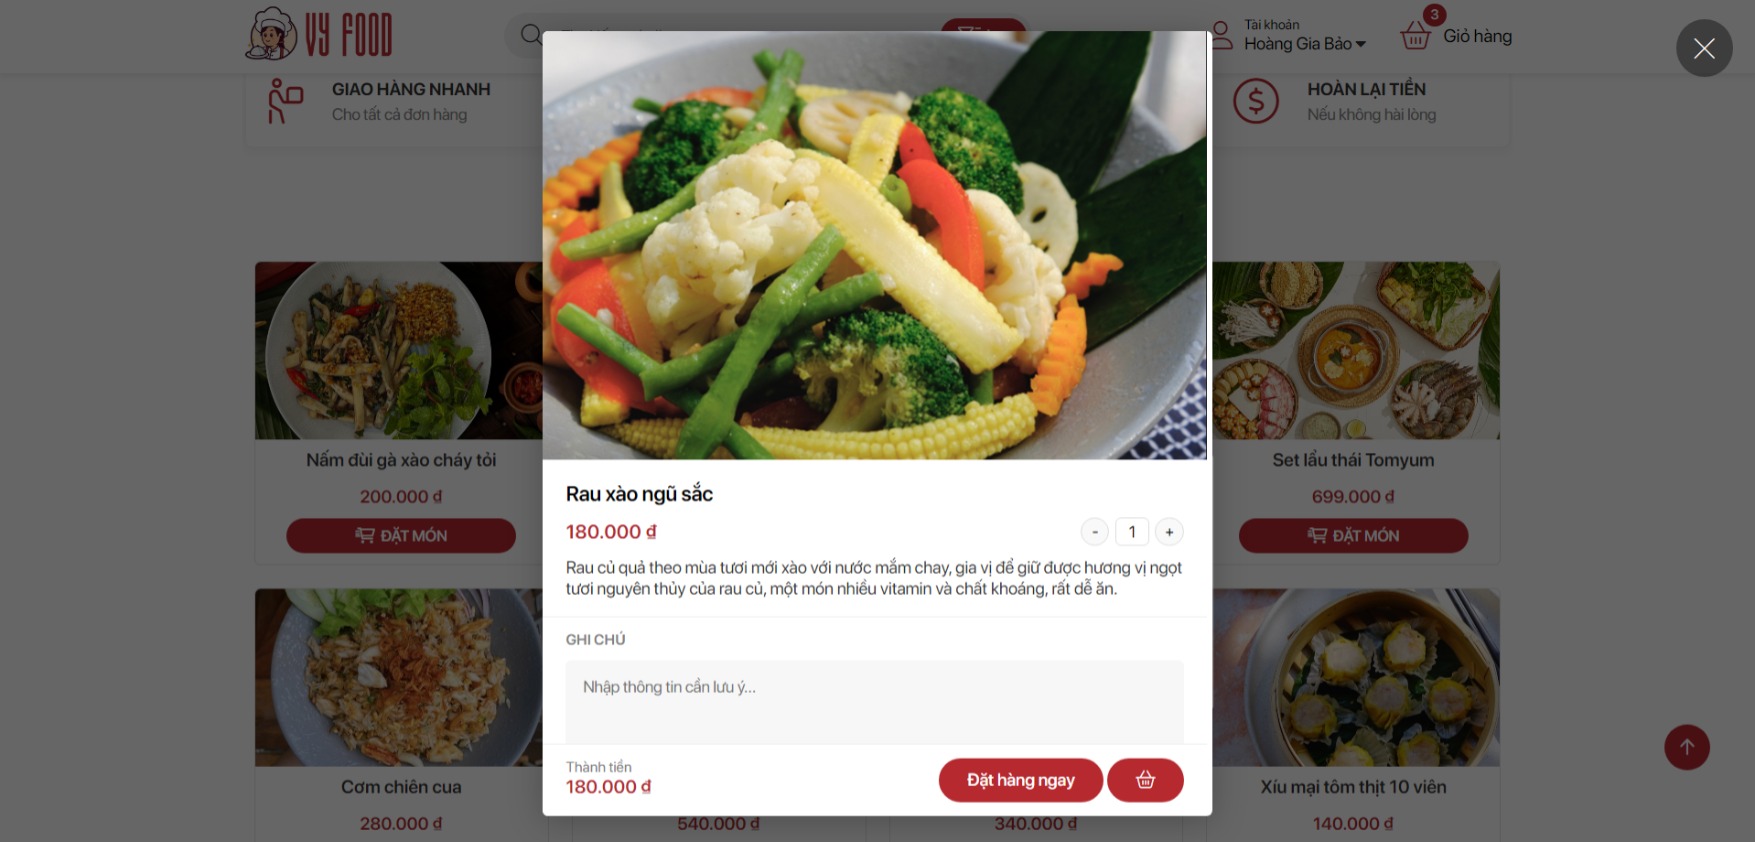 VY FOOD
Tài khoản
Hoàng Gia Bảo
3
Giỏ hàng
GIAO HÀNG NHANH
Cho tất cả đơn hàng
HOÀN LẠI TIỀN
Nếu không hài lòng
Nấm đùi gà xào cháy tỏi
200.000 ₫
ĐẶT MÓN
Set lẩu thái Tomyum
699.000 ₫
ĐẶT MÓN
Rau xào ngũ sắc
180.000 ₫
- 1 +
Rau củ quả theo mùa tươi mới xào với nước mắm chay, gia vị để giữ được hương vị ngọt
tươi nguyên thủy của rau củ, một món nhiều vitamin và chất khoáng, rất dễ ăn.
GHI CHÚ
Nhập thông tin cần lưu ý...
Thành tiền
180.000 ₫
Đặt hàng ngay
Cơm chiên cua
280.000 ₫
540.000 ₫
340.000 ₫
Xíu mại tôm thịt 10 viên
140.000 ₫